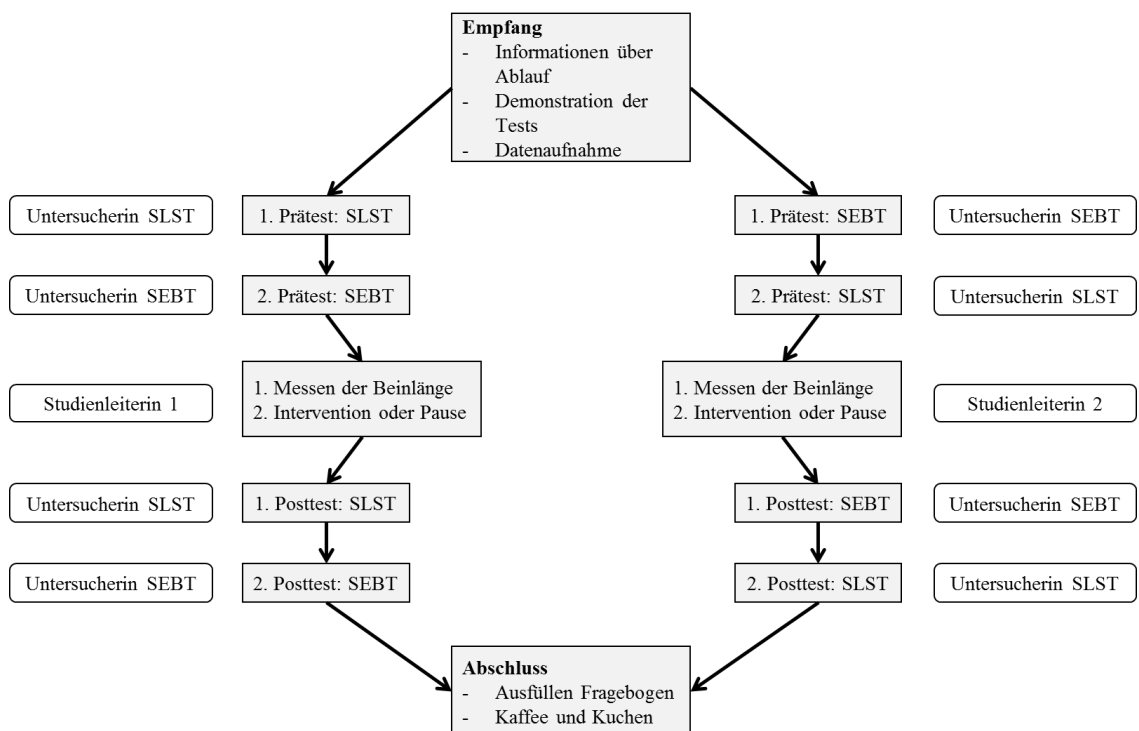 Empfang
- Informationen über
Ablauf
- Demonstration der
Tests
- Datenaufnahme
Untersucherin SLST
1. Prätest: SLST
1. Prätest: SEBT
Untersucherin SEBT
Untersucherin SEBT
2. Prätest: SEBT
2. Prätest: SLST
Untersucherin SLST
Studienleiterin 1
1. Messen der Beinlänge
2. Intervention oder Pause
1. Messen der Beinlänge
2. Intervention oder Pause
Studienleiterin 2
Untersucherin SLST
1. Posttest: SLST
1. Posttest: SEBT
Untersucherin SEBT
Untersucherin SEBT
2. Posttest: SEBT
2. Posttest: SLST
Untersucherin SLST
Abschluss
- Ausfüllen Fragebogen
- Kaffee und Kuchen